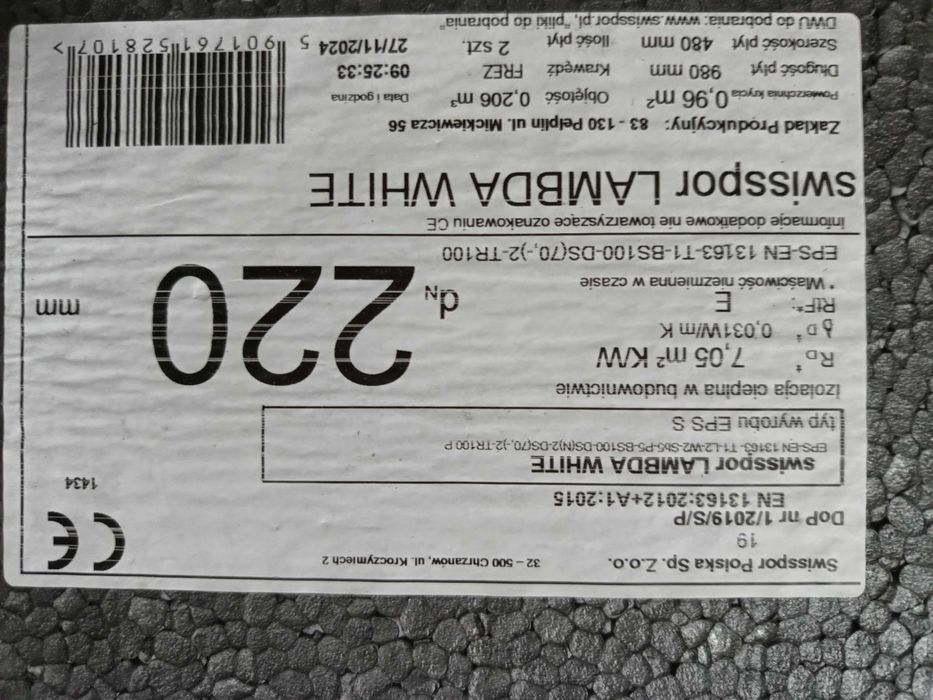 Swisspor Polska Sp. Z.o.o. 32 – 500 Chrzanów, ul. Kroczymiech 2
19
DoP nr 1/2019/S/P
EN 13163:2012+A1:2015
CE
1434
swisspor LAMBDA WHITE
EPS-EN 13163-T1-L2-W2-Sb5-P5-BS100-DS(N)2-DS(70,-)2-TR100 P
typ wyrobu EPS S
izolacja cieplna w budownictwie
RD* 7,05 m² K/W
λD* 0,031W/m K
RtF*: E
* Właściwość niezmienna w czasie
dN 220 mm
EPS-EN 13163-T1-BS100-DS(70,-)2-TR100
informacje dodatkowe nie towarzyszące oznakowaniu CE
swisspor LAMBDA WHITE
Zakład Produkcyjny: 83 - 130 Pelplin ul. Mickiewicza 56
Powierzchnia krycia 0,96 m² Objętość 0,206 m³ Data i godzina
Długość płyt 980 mm Krawędź FREZ 09:25:33
Szerokość płyt 480 mm Ilość płyt 2 szt. 27/11/2024
DWU do pobrania: www.swisspor.pl, "pliki do pobrania"
5 901761 528107 >